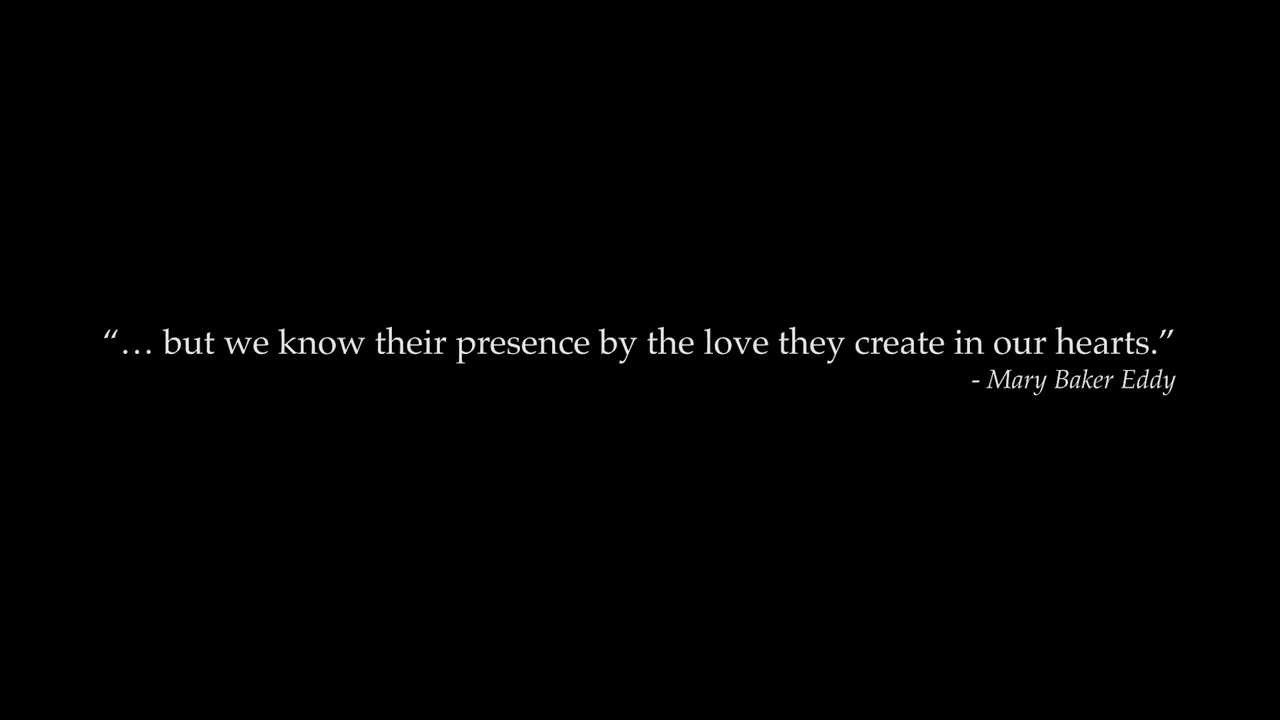 “… but we know their presence by the love they create in our hearts.”
- Mary Baker Eddy